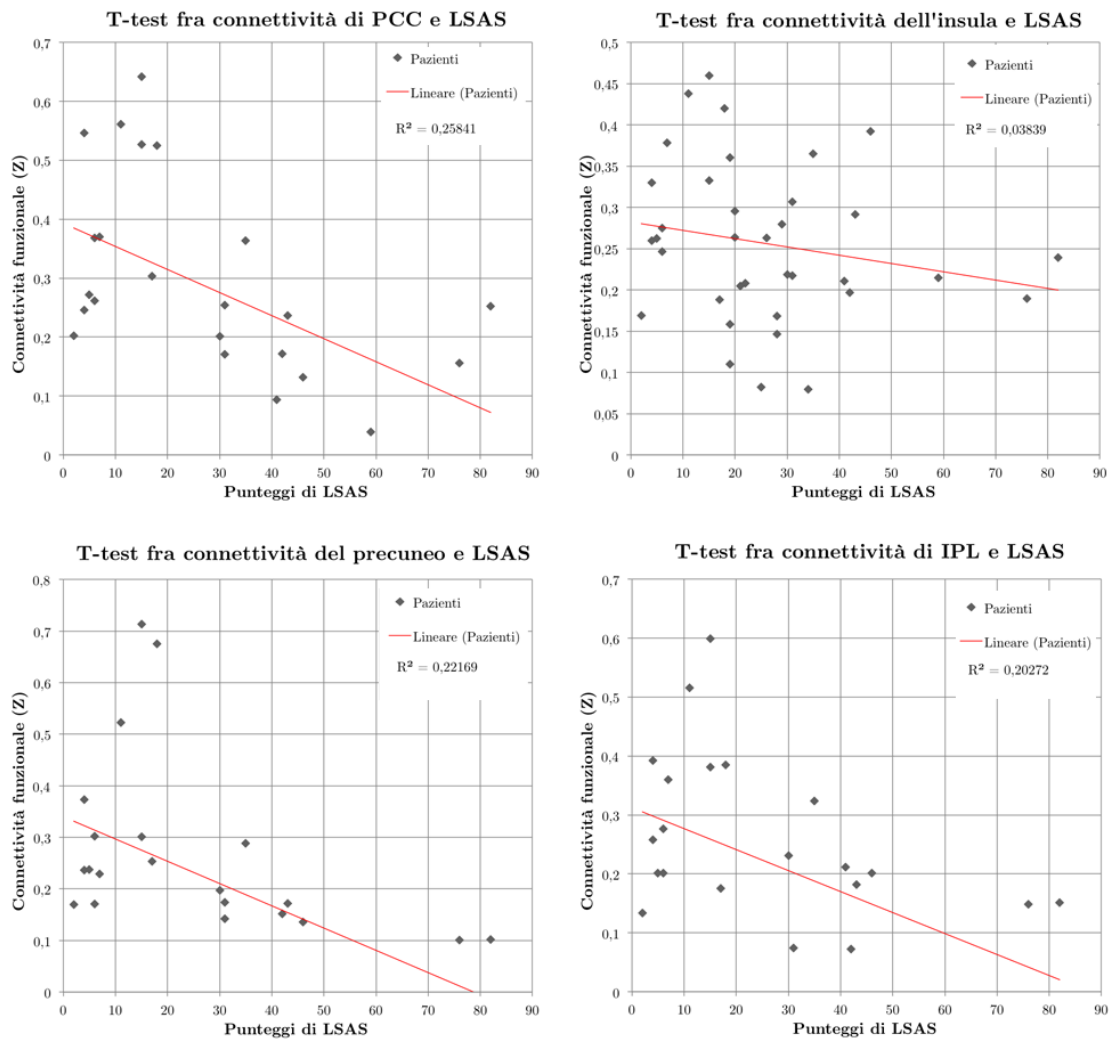 T-test fra connettività di PCC e LSAS
0,7
0,6
0,5
0,4
0,3
0,2
0,1
0
Connettività funzionale (Z)
Pazienti
Lineare (Pazienti)
R² = 0,25841
0 10 20 30 40 50 60 70 80 90
Punteggi di LSAS
T-test fra connettività dell'insula e LSAS
0,5
0,45
0,4
0,35
0,3
0,25
0,2
0,15
0,1
0,05
0
Connettività funzionale (Z)
Pazienti
Lineare (Pazienti)
R² = 0,03839
0 10 20 30 40 50 60 70 80 90
Punteggi di LSAS
T-test fra connettività del precuneo e LSAS
0,8
0,7
0,6
0,5
0,4
0,3
0,2
0,1
0
Connettività funzionale (Z)
Pazienti
Lineare (Pazienti)
R² = 0,22169
0 10 20 30 40 50 60 70 80 90
Punteggi di LSAS
T-test fra connettività di IPL e LSAS
0,7
0,6
0,5
0,4
0,3
0,2
0,1
0
Connettività funzionale (Z)
Pazienti
Lineare (Pazienti)
R² = 0,20272
0 10 20 30 40 50 60 70 80 90
Punteggi di LSAS